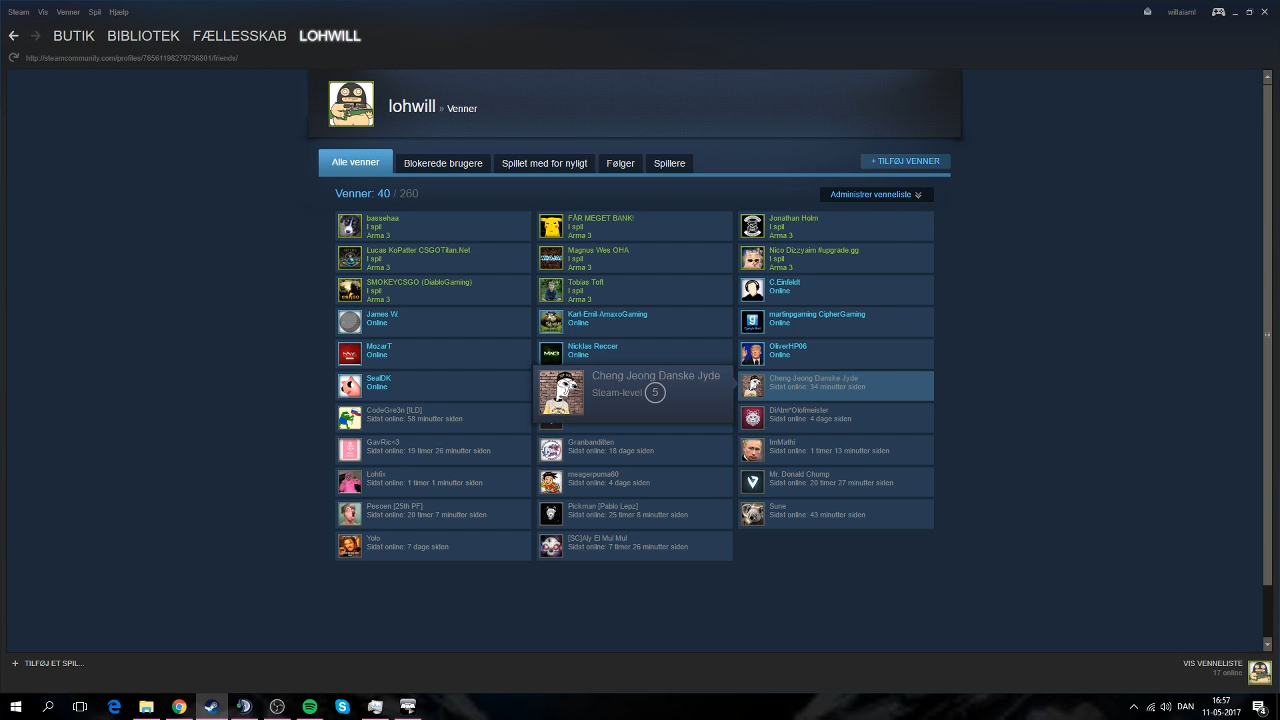 Steam Vis Venner Spil Hjælp
willaiaml
BUTIK BIBLIOTEK FÆLLESSKAB LOHWILL
http://steamcommunity.com/profiles/76561198279736801/friends/
lohwill » Venner
Alle venner Blokerede brugere Spillet med for nyligt Følger Spillere
+ TILFØJ VENNER
Venner: 40 / 260
Administrer venneliste
bassehaa
I spil
Arma 3
FÅR MEGET BANK!
I spil
Arma 3
Jonathan Holm
I spil
Arma 3
Lucas KoPatter CSGOTitan.Net
I spil
Arma 3
Magnus Wes OHA
I spil
Arma 3
Nico Dizzyaim #upgrade.gg
I spil
Arma 3
SMOKEYCSGO (DiabloGaming)
I spil
Arma 3
Tobias Toft
I spil
Arma 3
C.Einfeldt
Online
James W.
Online
Karl-Emil-AmaxoGaming
Online
martinpgaming CipherGaming
Online
MozarT
Online
Nicklas Reccer
Online
OliverHP06
Online
SealDK
Online
Cheng Jeong Danske Jyde
Steam-level 5
Cheng Jeong Danske Jyde
Sidst online: 34 minutter siden
CodeGre3n [ILD]
Sidst online: 58 minutter siden
DiAlm*Olofmeister
Sidst online: 4 dage siden
GavRic<3
Sidst online: 19 timer 26 minutter siden
Granbanditten
Sidst online: 18 dage siden
ImMathi
Sidst online: 1 timer 13 minutter siden
Lohfix
Sidst online: 1 timer 1 minutter siden
meagerpuma60
Sidst online: 4 dage siden
Mr. Donald Chump
Sidst online: 20 timer 27 minutter siden
Pesoen [25th PF]
Sidst online: 20 timer 7 minutter siden
Pickman [Pablo Lepz]
Sidst online: 25 timer 8 minutter siden
Sune
Sidst online: 43 minutter siden
Yolo
Sidst online: 7 dage siden
[SC]Aly El Mul Mul
Sidst online: 7 timer 26 minutter siden
+ TILFØJ ET SPIL...
VIS VENNELISTE
17 online
DAN
16:57
11-05-2017